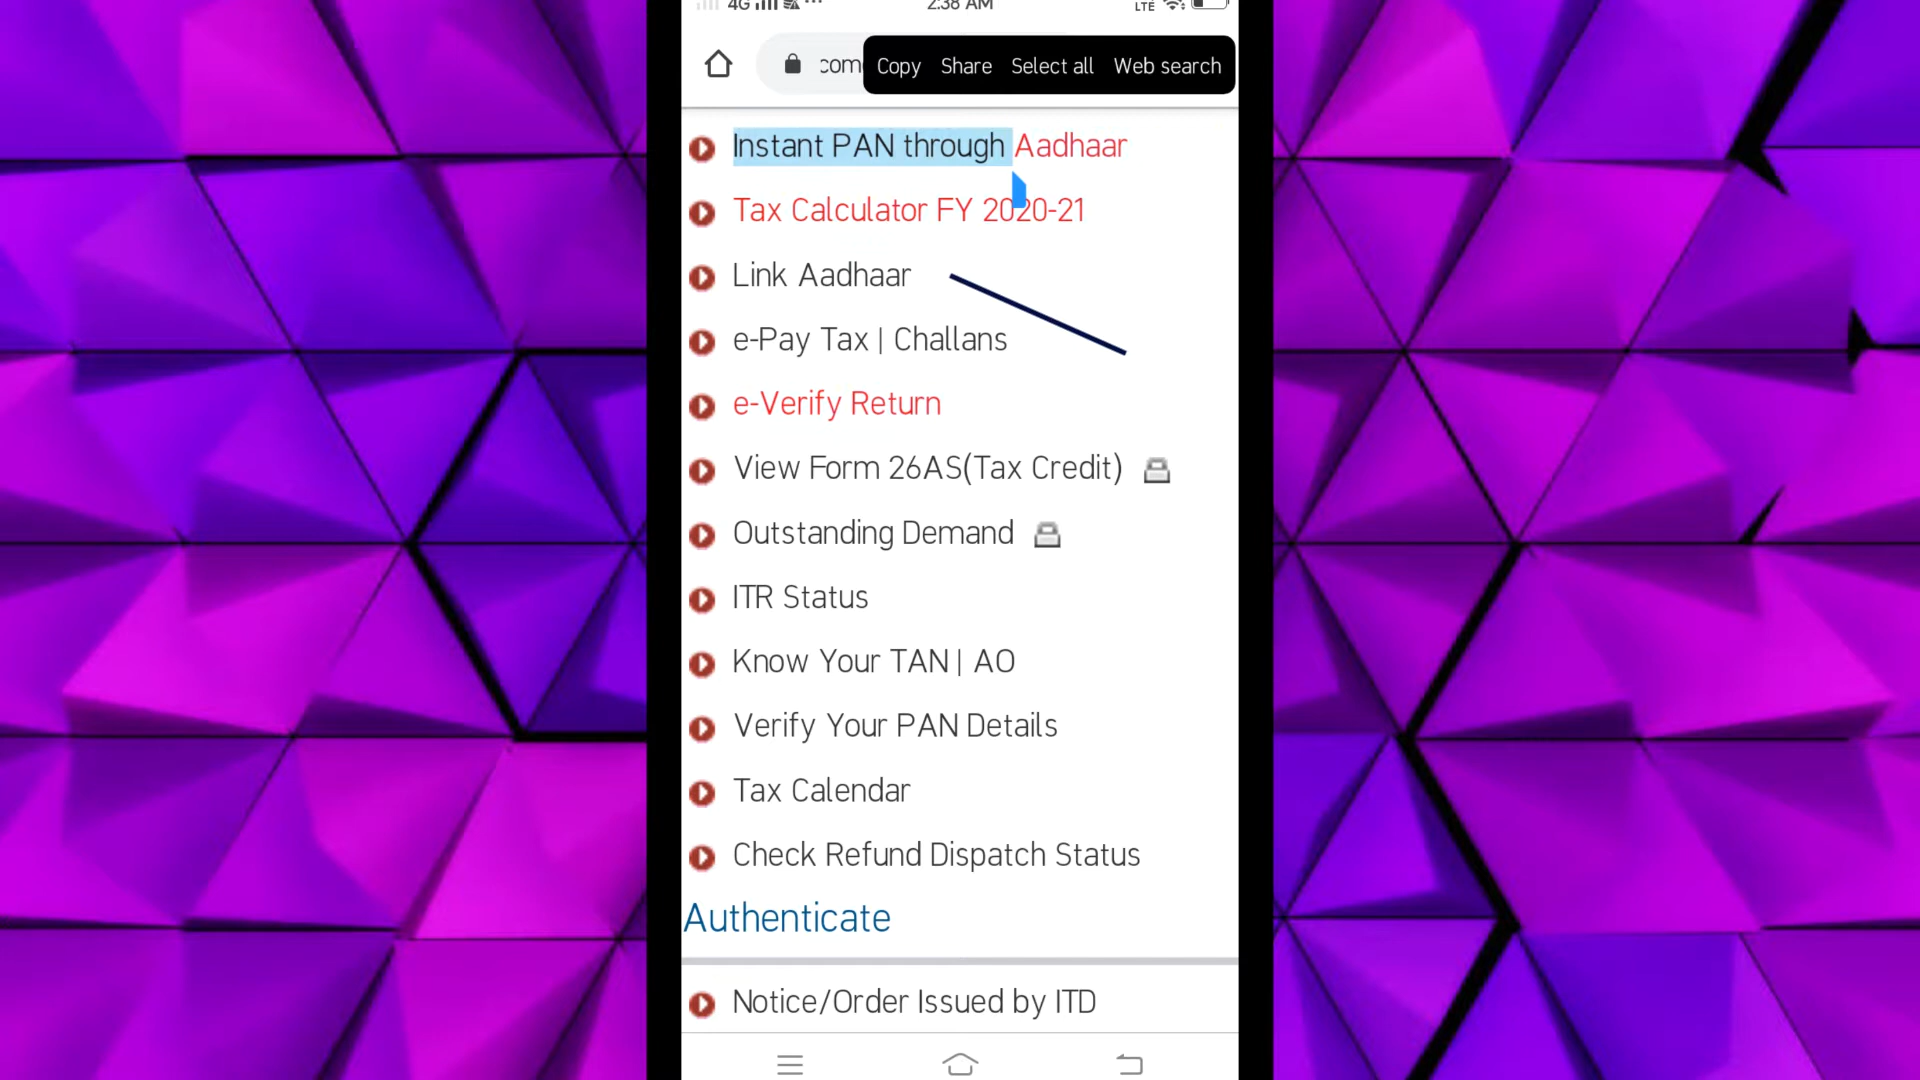 4G 2:38 AM LTE
com Copy Share Select all Web search
Instant PAN through Aadhaar
Tax Calculator FY 2020-21
Link Aadhaar
e-Pay Tax | Challans
e-Verify Return
View Form 26AS(Tax Credit)
Outstanding Demand
ITR Status
Know Your TAN | AO
Verify Your PAN Details
Tax Calendar
Check Refund Dispatch Status
Authenticate
Notice/Order Issued by ITD